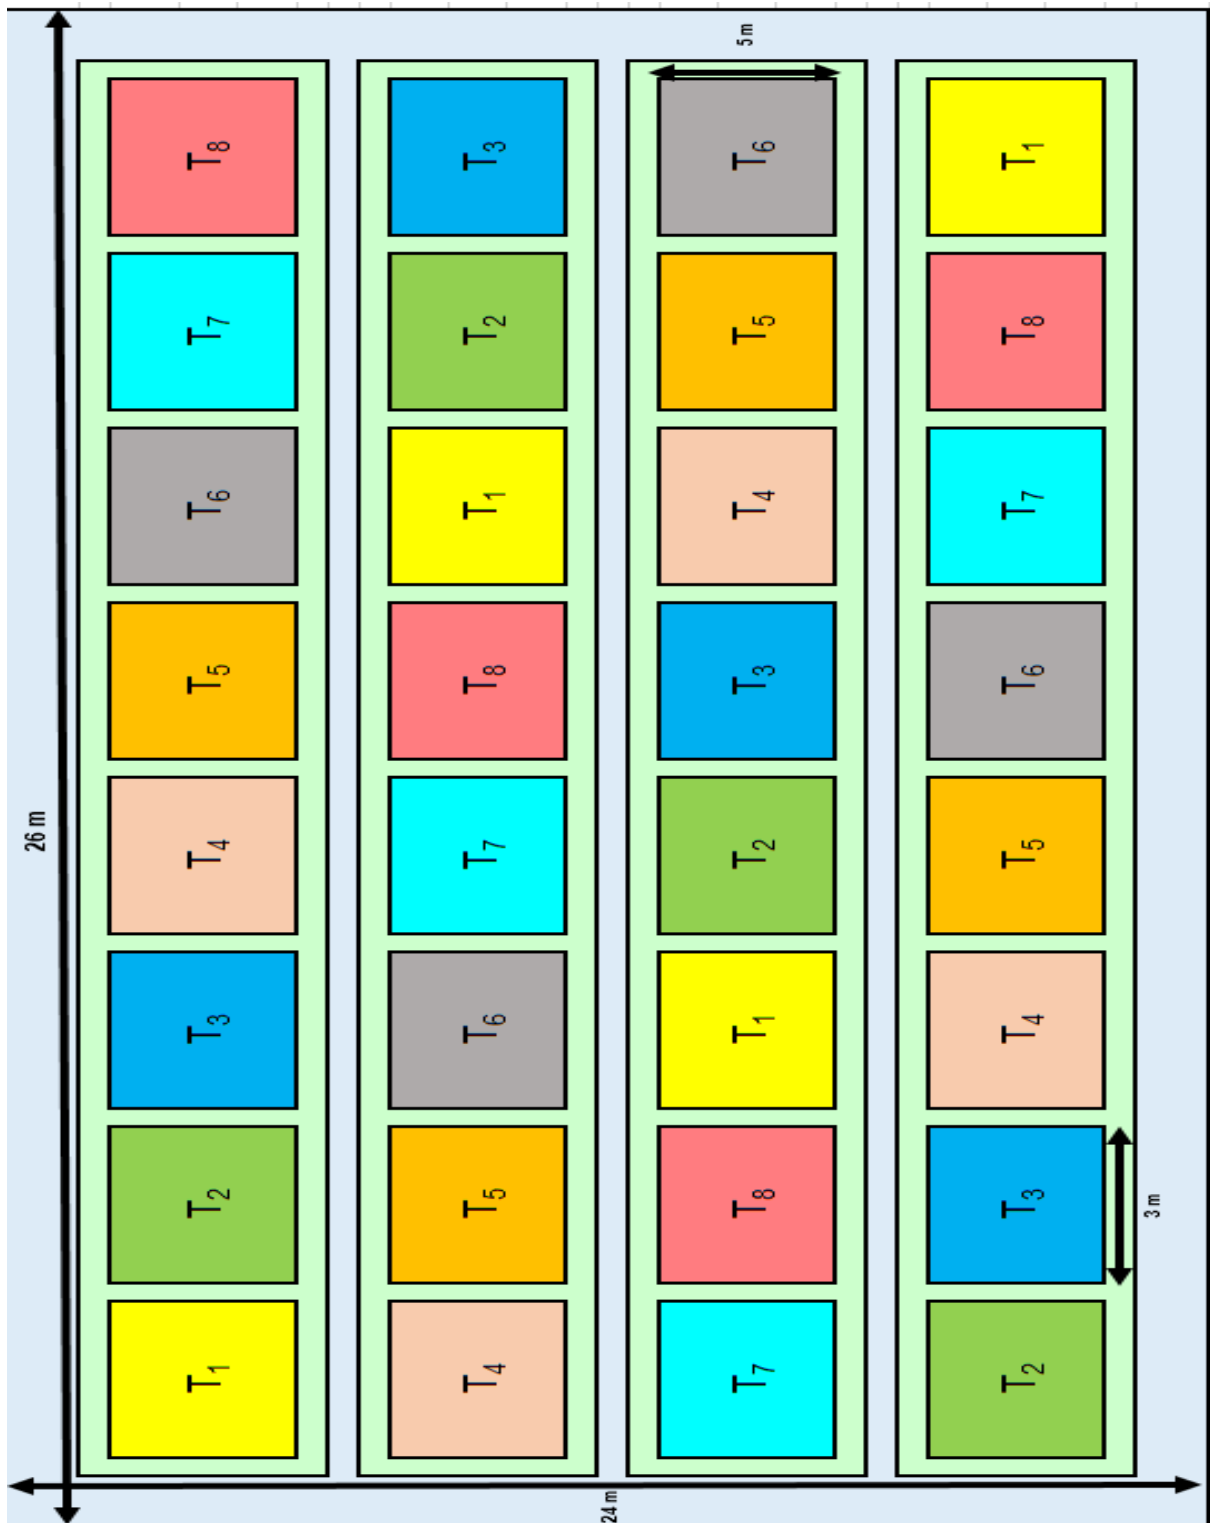 26 m
T1 T2 T3 T4 T5 T6 T7 T8
T4 T5 T6 T7 T8 T1 T2 T3
24 m
T7 T8 T1 T2 T3 T4 T5 T6
5 m
T2 T3 T4 T5 T6 T7 T8 T1
3 m